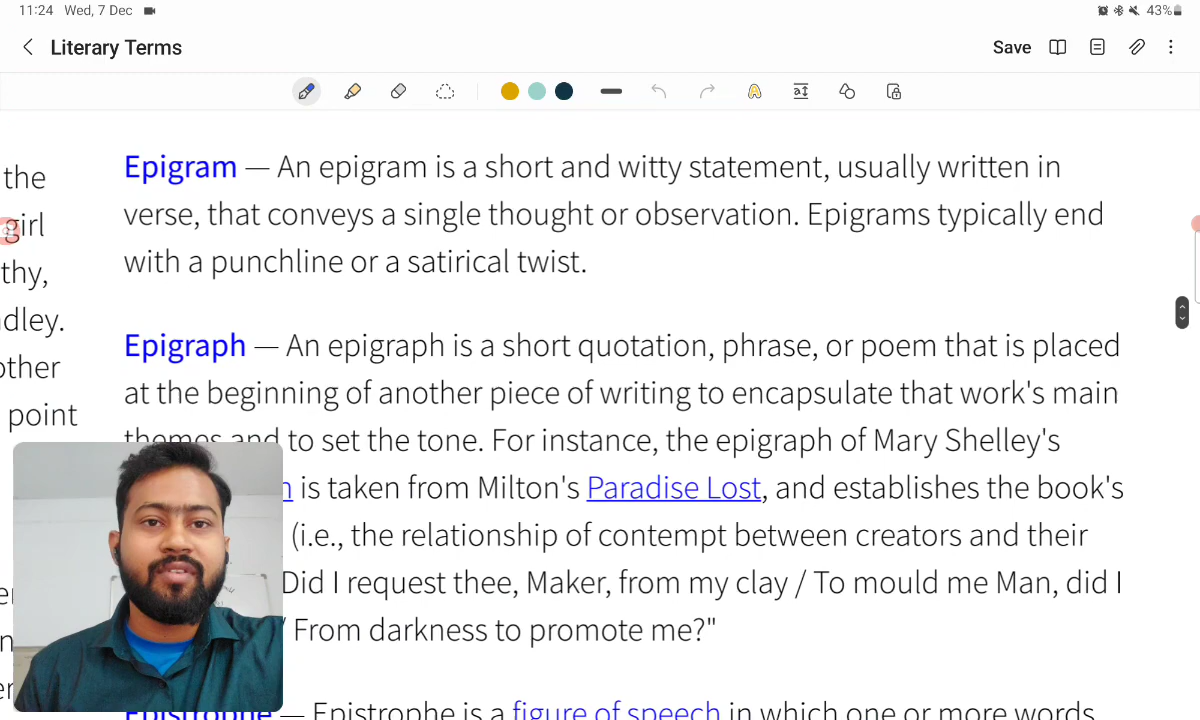 11:24 Wed, 7 Dec 43%
Literary Terms Save
the
girl
thy,
dley.
other
point
Epigram — An epigram is a short and witty statement, usually written in
verse, that conveys a single thought or observation. Epigrams typically end
with a punchline or a satirical twist.
Epigraph — An epigraph is a short quotation, phrase, or poem that is placed
at the beginning of another piece of writing to encapsulate that work's main
themes and to set the tone. For instance, the epigraph of Mary Shelley's
is taken from Milton's Paradise Lost, and establishes the book's
(i.e., the relationship of contempt between creators and their
Did I request thee, Maker, from my clay / To mould me Man, did I
/ From darkness to promote me?"
Epistrophe — Epistrophe is a figure of speech in which one or more words